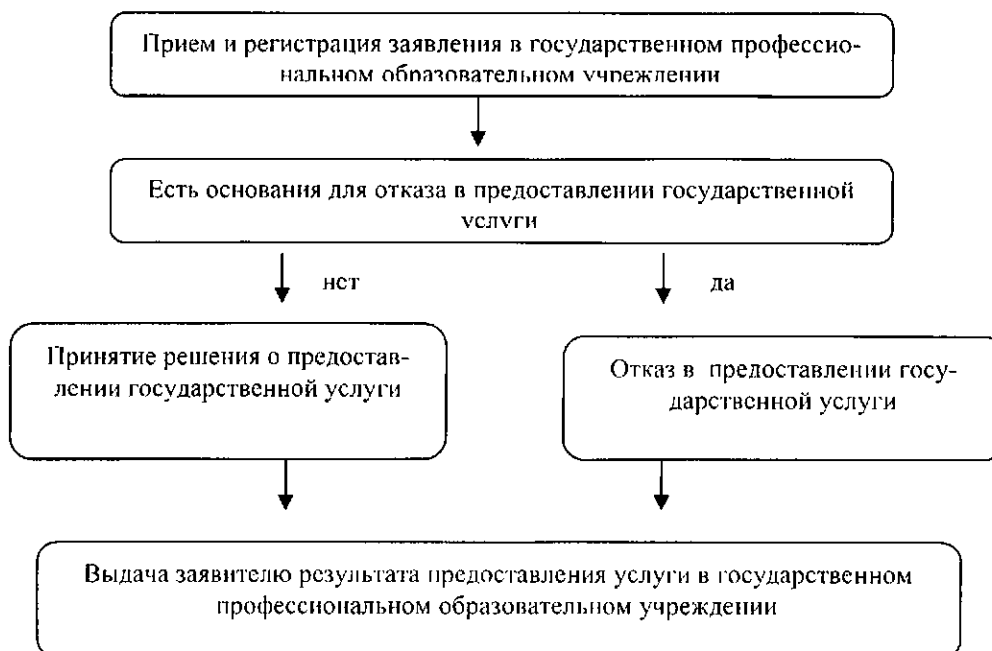 Прием и регистрация заявления в государственном профессио-
нальном образовательном учреждении
Есть основания для отказа в предоставлении государственной
услуги
нет
да
Принятие решения о предостав-
лении государственной услуги
Отказ в предоставлении госу-
дарственной услуги
Выдача заявителю результата предоставления услуги в государственном
профессиональном образовательном учреждении